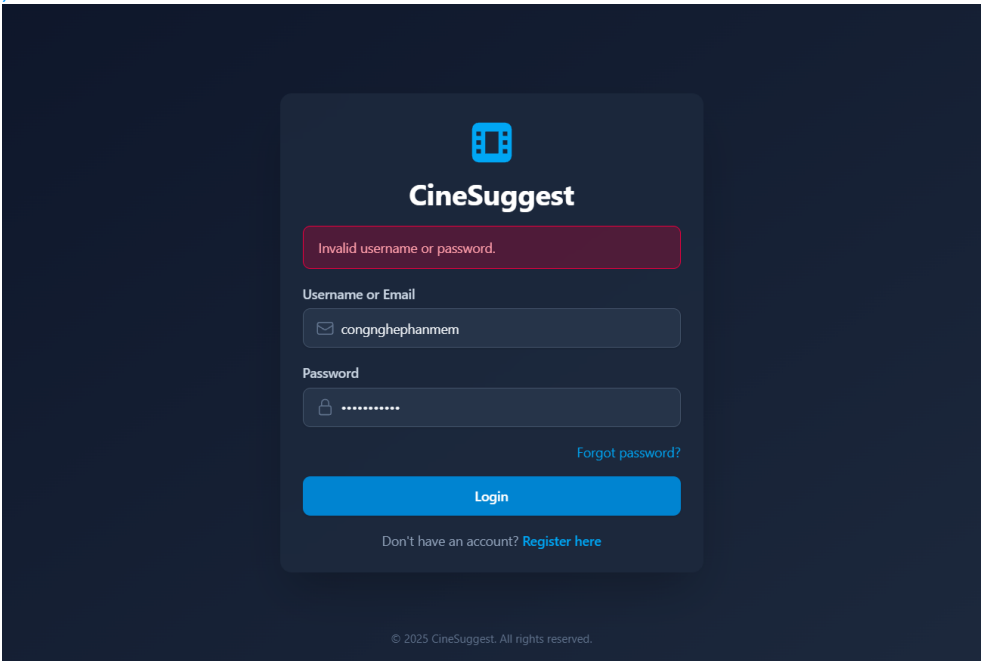 CineSuggest
Invalid username or password.
Username or Email
congnghephanmem
Password
•••••••••••
Forgot password?
Login
Don't have an account? Register here
© 2025 CineSuggest. All rights reserved.